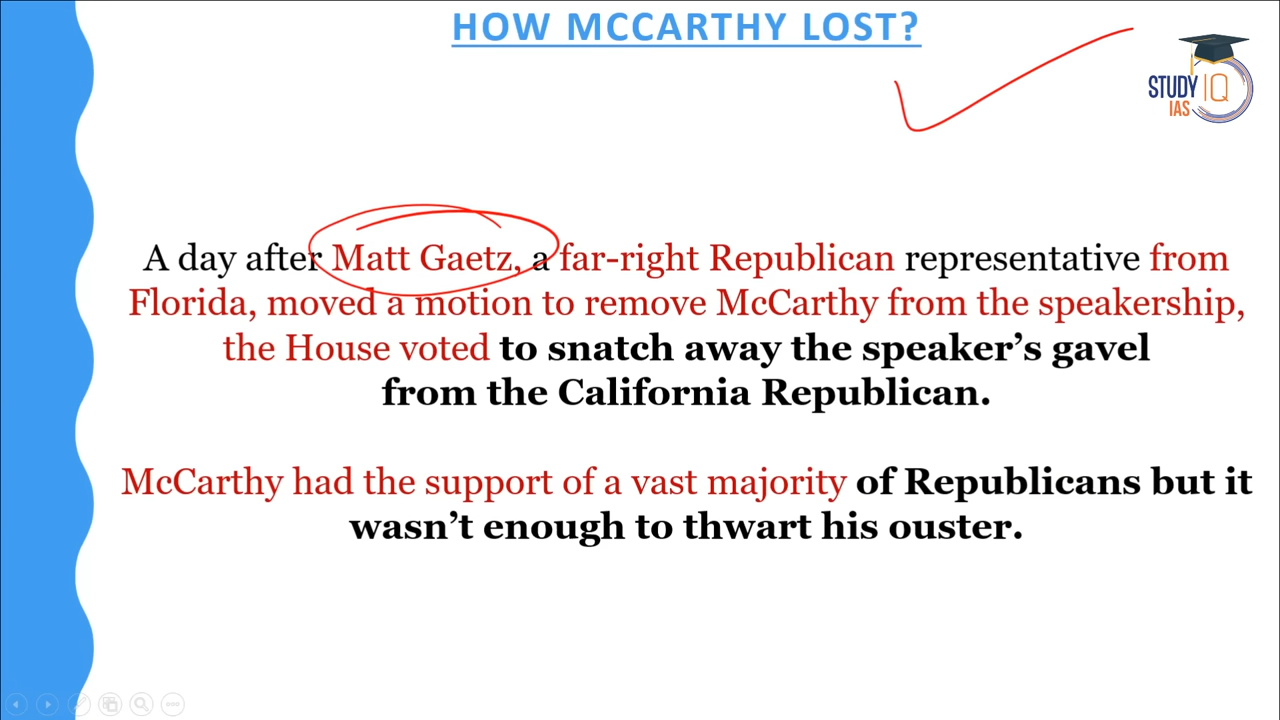 HOW MCCARTHY LOST?
STUDY IQ
IAS
A day after Matt Gaetz, a far-right Republican representative from
Florida, moved a motion to remove McCarthy from the speakership,
the House voted to snatch away the speaker’s gavel
from the California Republican.
McCarthy had the support of a vast majority of Republicans but it
wasn’t enough to thwart his ouster.